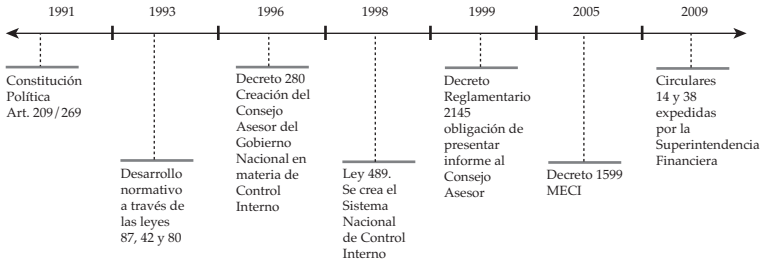 1991
1993
1996
1998
1999
2005
2009
Constitución
Política
Art. 209/269
Desarrollo
normativo
a través de
las leyes
87, 42 y 80
Decreto 280
Creación del
Consejo
Asesor del
Gobierno
Nacional en
materia de
Control
Interno
Ley 489.
Se crea el
Sistema
Nacional
de Control
Interno
Decreto
Reglamentario
2145
obligación de
presentar
informe al
Consejo
Asesor
Decreto 1599
MECI
Circulares
14 y 38
expedidas
por la
Superintendencia
Financiera